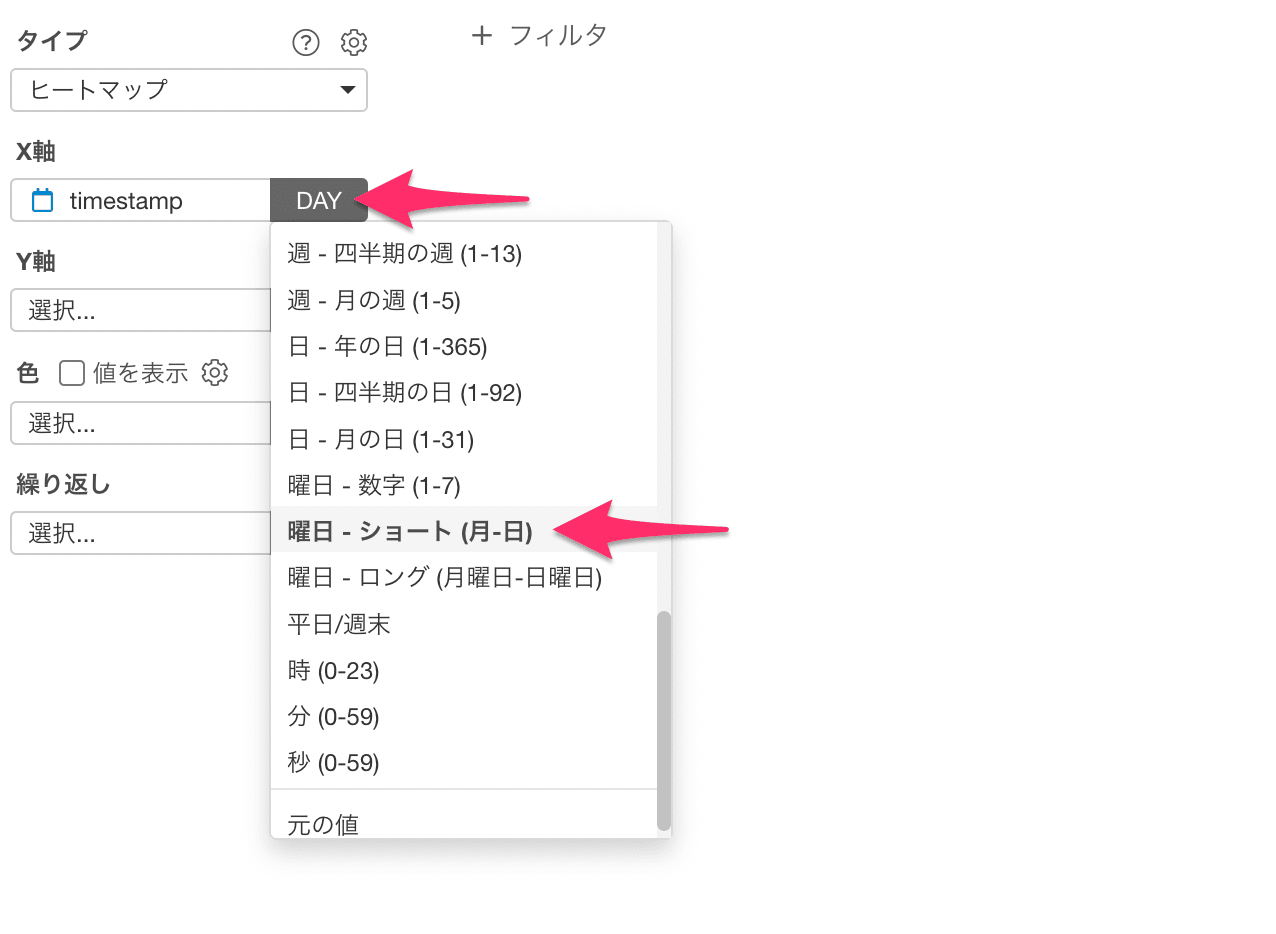 タイプ
+ フィルタ
ヒートマップ
X軸
timestamp
DAY
Y軸
選択...
色
値を表示
選択...
繰り返し
選択...
週 - 四半期の週 (1-13)
週 - 月の週 (1-5)
日 - 年の日 (1-365)
日 - 四半期の日 (1-92)
日 - 月の日 (1-31)
曜日 - 数字 (1-7)
曜日 - ショート (月-日)
曜日 - ロング (月曜日-日曜日)
平日/週末
時 (0-23)
分 (0-59)
秒 (0-59)
元の値